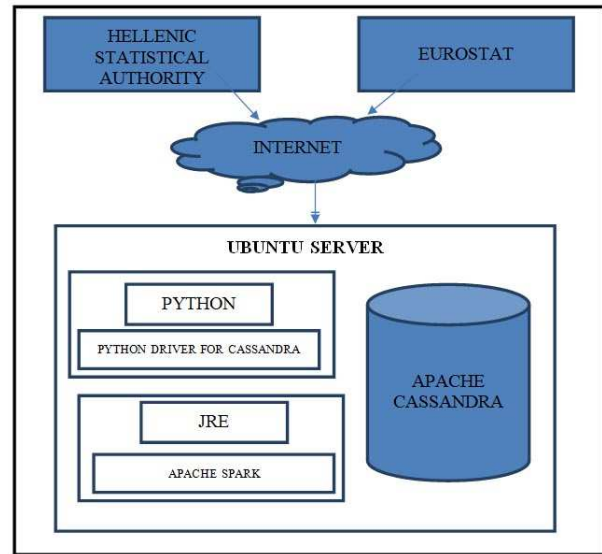 HELLENIC
STATISTICAL
AUTHORITY
EUROSTAT
INTERNET
UBUNTU SERVER
PYTHON
PYTHON DRIVER FOR CASSANDRA
JRE
APACHE SPARK
APACHE
CASSANDRA